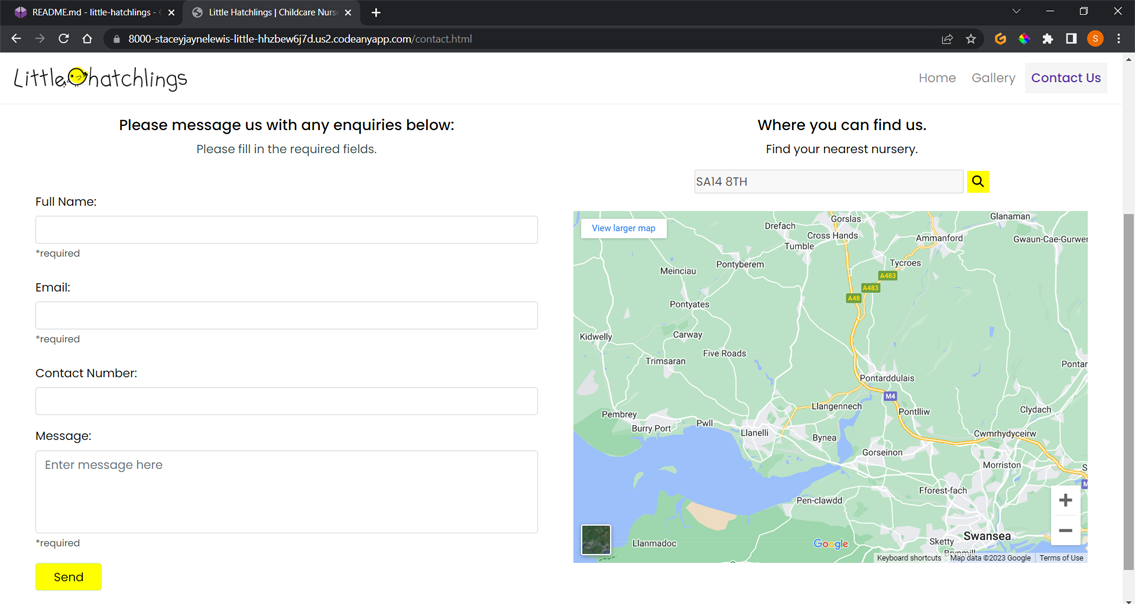 README.md - little-hatchlings -
Little Hatchlings | Childcare Nurs
8000-staceyjaynelewis-little-hhzbew6j7d.us2.codeanyapp.com/contact.html
S
Little hatchlings
Home
Gallery
Contact Us
Please message us with any enquiries below:
Please fill in the required fields.
Full Name:
*required
Email:
*required
Contact Number:
Message:
Enter message here
*required
Send
Where you can find us.
Find your nearest nursery.
SA14 8TH
View larger map
Gorslas
Glanaman
Drefach
Cross Hands
Ammanford
Gwaun-Cae-Gurwen
Tumble
Tycroes
Pontyberem
Meinciau
A483
A483
A48
Pontyates
Kidwelly
Carway
Five Roads
Trimsaran
Pontar
Pontarddulais
M4
Llangennech
Pontlliw
Clydach
Pembrey
Burry Port
Pwll
Llanelli
Bynea
Cwmrhydyceirw
Gorseinon
Morriston
S
M
Fforest-fach
Pen-clawdd
Swansea
Sketty
Llanmadoc
Google
Keyboard shortcuts
Map data ©2023 Google
Terms of Use